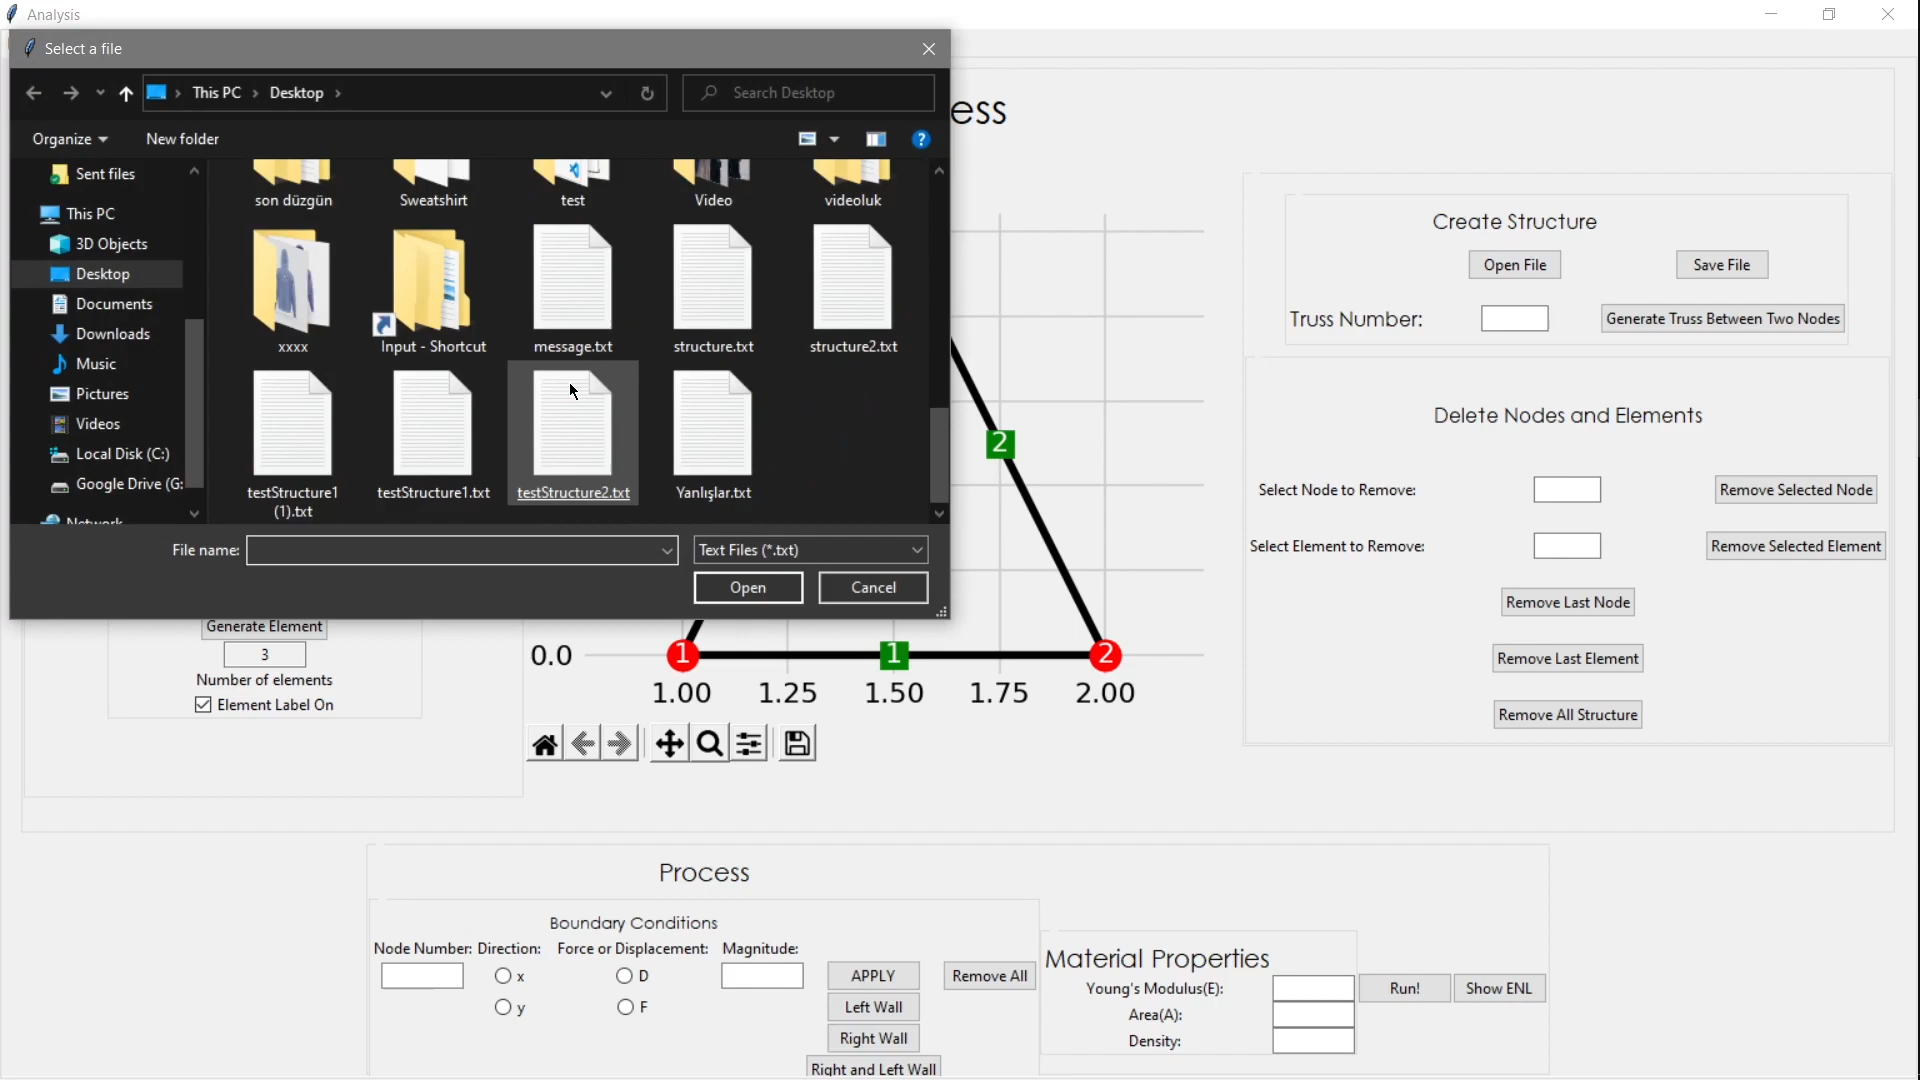 Analysis
Select a file
This PC
Desktop
Search Desktop
Organize
New folder
?
Sent files
This PC
3D Objects
Desktop
Documents
Downloads
Music
Pictures
Videos
Local Disk (C:)
Google Drive (G:
son düzgün
Sweatshirt
test
Video
videoluk
xxxx
Input - Shortcut
message.txt
structure.txt
structure2.txt
testStructure1
(1).txt
testStructure1.txt
testStructure2.txt
Yanlışlar.txt
File name:
Text Files (*.txt)
Open
Cancel
ess
Create Structure
Open File
Save File
Truss Number:
Generate Truss Between Two Nodes
Delete Nodes and Elements
Select Node to Remove:
Remove Selected Node
Select Element to Remove:
Remove Selected Element
Remove Last Node
Remove Last Element
Remove All Structure
Generate Element
3
Number of elements
Element Label On
2
0.0
1
1
2
1.00
1.25
1.50
1.75
2.00
Process
Boundary Conditions
Node Number:
Direction:
Force or Displacement:
Magnitude:
x
D
APPLY
Remove All
y
F
Left Wall
Right Wall
Right and Left Wall
Material Properties
Young's Modulus(E):
Run!
Show ENL
Area(A):
Density: